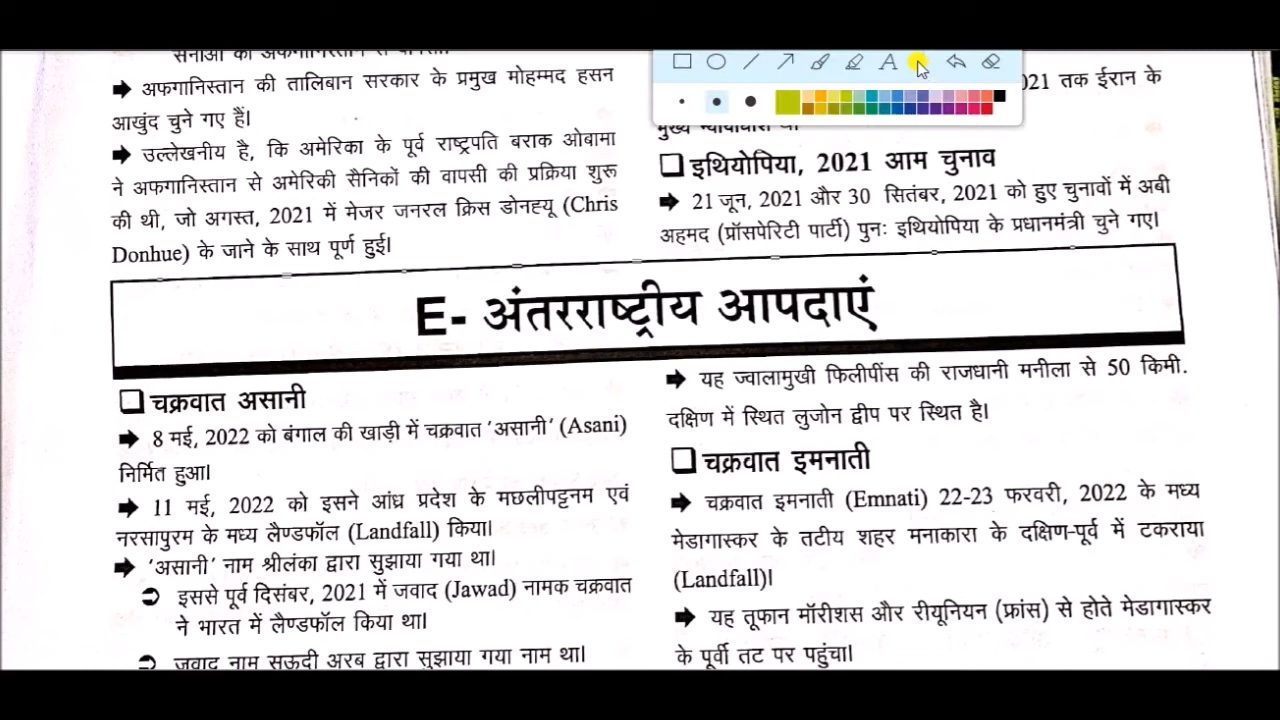 सेनाओं की अफगानिस्तान से वापसी।
➡ अफगानिस्तान की तालिबान सरकार के प्रमुख मोहम्मद हसन
आखुंद चुने गए हैं।
➡ उल्लेखनीय है, कि अमेरिका के पूर्व राष्ट्रपति बराक ओबामा
ने अफगानिस्तान से अमेरिकी सैनिकों की वापसी की प्रक्रिया शुरू
की थी, जो अगस्त, 2021 में मेजर जनरल क्रिस डोनह्यू (Chris
Donhue) के जाने के साथ पूर्ण हुई।
2021 तक ईरान के
मुख्य न्यायाधीश थे।
❑ इथियोपिया, 2021 आम चुनाव
➡ 21 जून, 2021 और 30 सितंबर, 2021 को हुए चुनावों में अबी
अहमद (प्रॉसपेरिटी पार्टी) पुनः इथियोपिया के प्रधानमंत्री चुने गए।
E- अंतरराष्ट्रीय आपदाएं
❑ चक्रवात असानी
➡ 8 मई, 2022 को बंगाल की खाड़ी में चक्रवात ‘असानी’ (Asani)
निर्मित हुआ।
➡ 11 मई, 2022 को इसने आंध्र प्रदेश के मछलीपट्टनम एवं
नरसापुरम के मध्य लैण्डफॉल (Landfall) किया।
➡ ‘असानी’ नाम श्रीलंका द्वारा सुझाया गया था।
➲ इससे पूर्व दिसंबर, 2021 में जवाद (Jawad) नामक चक्रवात
ने भारत में लैण्डफॉल किया था।
➲ जवाद नाम सऊदी अरब द्वारा सुझाया गया नाम था।
➡ यह ज्वालामुखी फिलीपींस की राजधानी मनीला से 50 किमी.
दक्षिण में स्थित लुजोन द्वीप पर स्थित है।
❑ चक्रवात इमनाती
➡ चक्रवात इमनाती (Emnati) 22-23 फरवरी, 2022 के मध्य
मेडागास्कर के तटीय शहर मनाकारा के दक्षिण-पूर्व में टकराया
(Landfall)।
➡ यह तूफान मॉरीशस और रीयूनियन (फ्रांस) से होते मेडागास्कर
के पूर्वी तट पर पहुंचा।